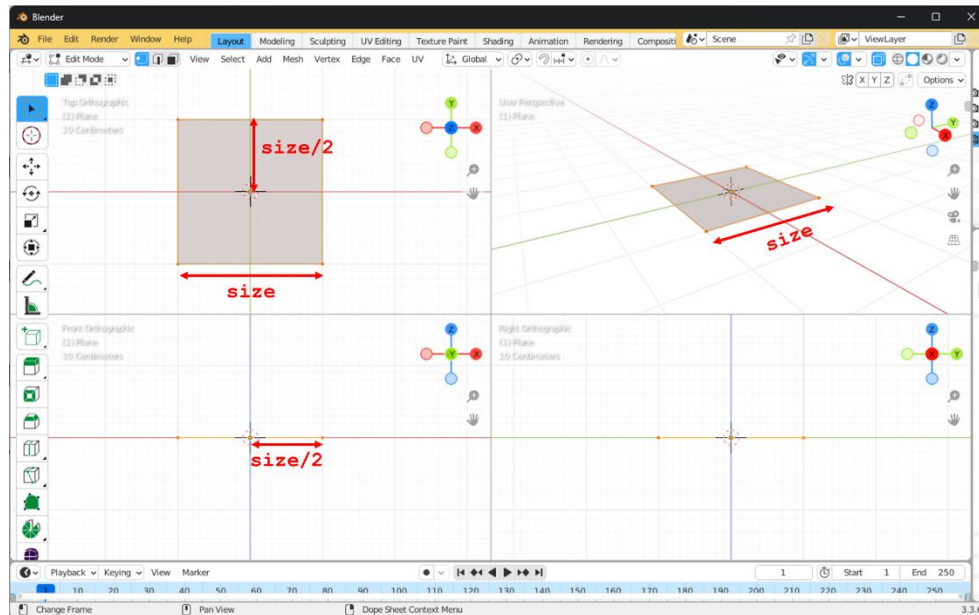 Blender
File Edit Render Window Help Layout Modeling Sculpting UV Editing Texture Paint Shading Animation Rendering Compositi Scene ViewLayer
Edit Mode View Select Add Mesh Vertex Edge Face UV Global
X Y Z Options
Top Orthographic
(1) Plane
10 Centimeters
Y
Z X
size/2
size
User Perspective
(1) Plane
Z
Y
X
size
Front Orthographic
(1) Plane
10 Centimeters
Z
-Y X
size/2
Right Orthographic
(1) Plane
10 Centimeters
Z
X Y
Playback Keying View Marker 1 Start 1 End 250
1 10 20 30 40 50 60 70 80 90 100 110 120 130 140 150 160 170 180 190 200 210 220 230 240 250
Change Frame Pan View Dope Sheet Context Menu